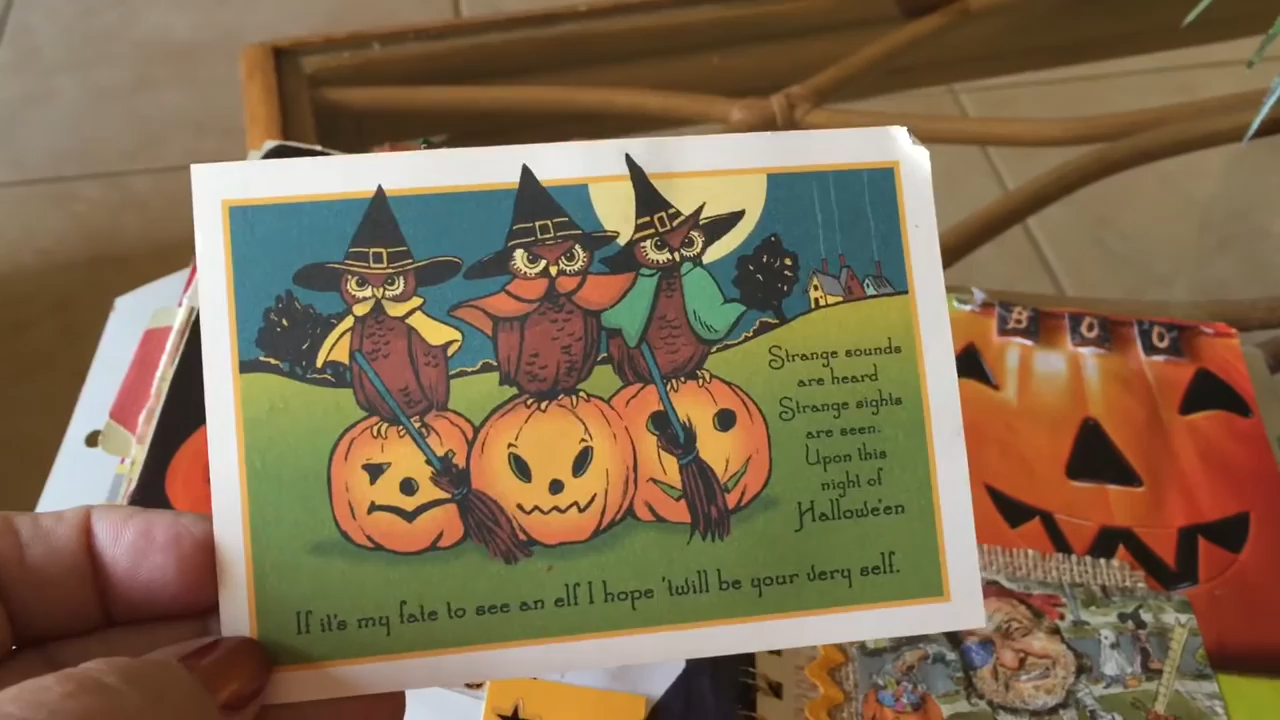 Strange sounds
are heard
Strange sights
are seen.
Upon this
night of
Hallowe'en
If it's my fate to see an elf I hope 'twill be your very self.
BOO